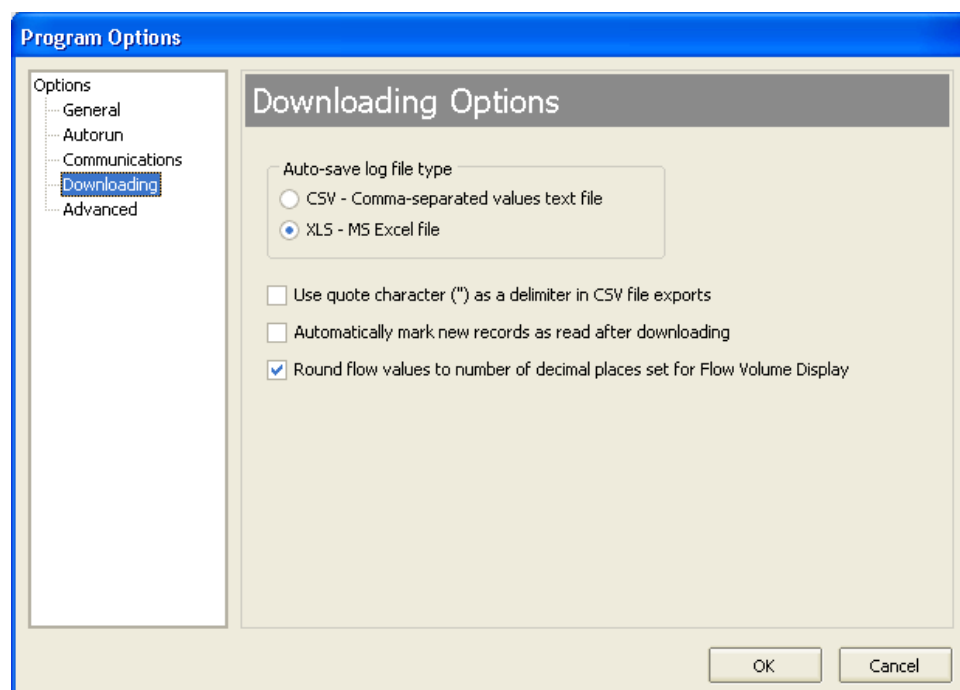 Program Options
Options
General
Autorun
Communications
Downloading
Advanced
Downloading Options
Auto-save log file type
CSV - Comma-separated values text file
XLS - MS Excel file
Use quote character (") as a delimiter in CSV file exports
Automatically mark new records as read after downloading
Round flow values to number of decimal places set for Flow Volume Display
OK
Cancel